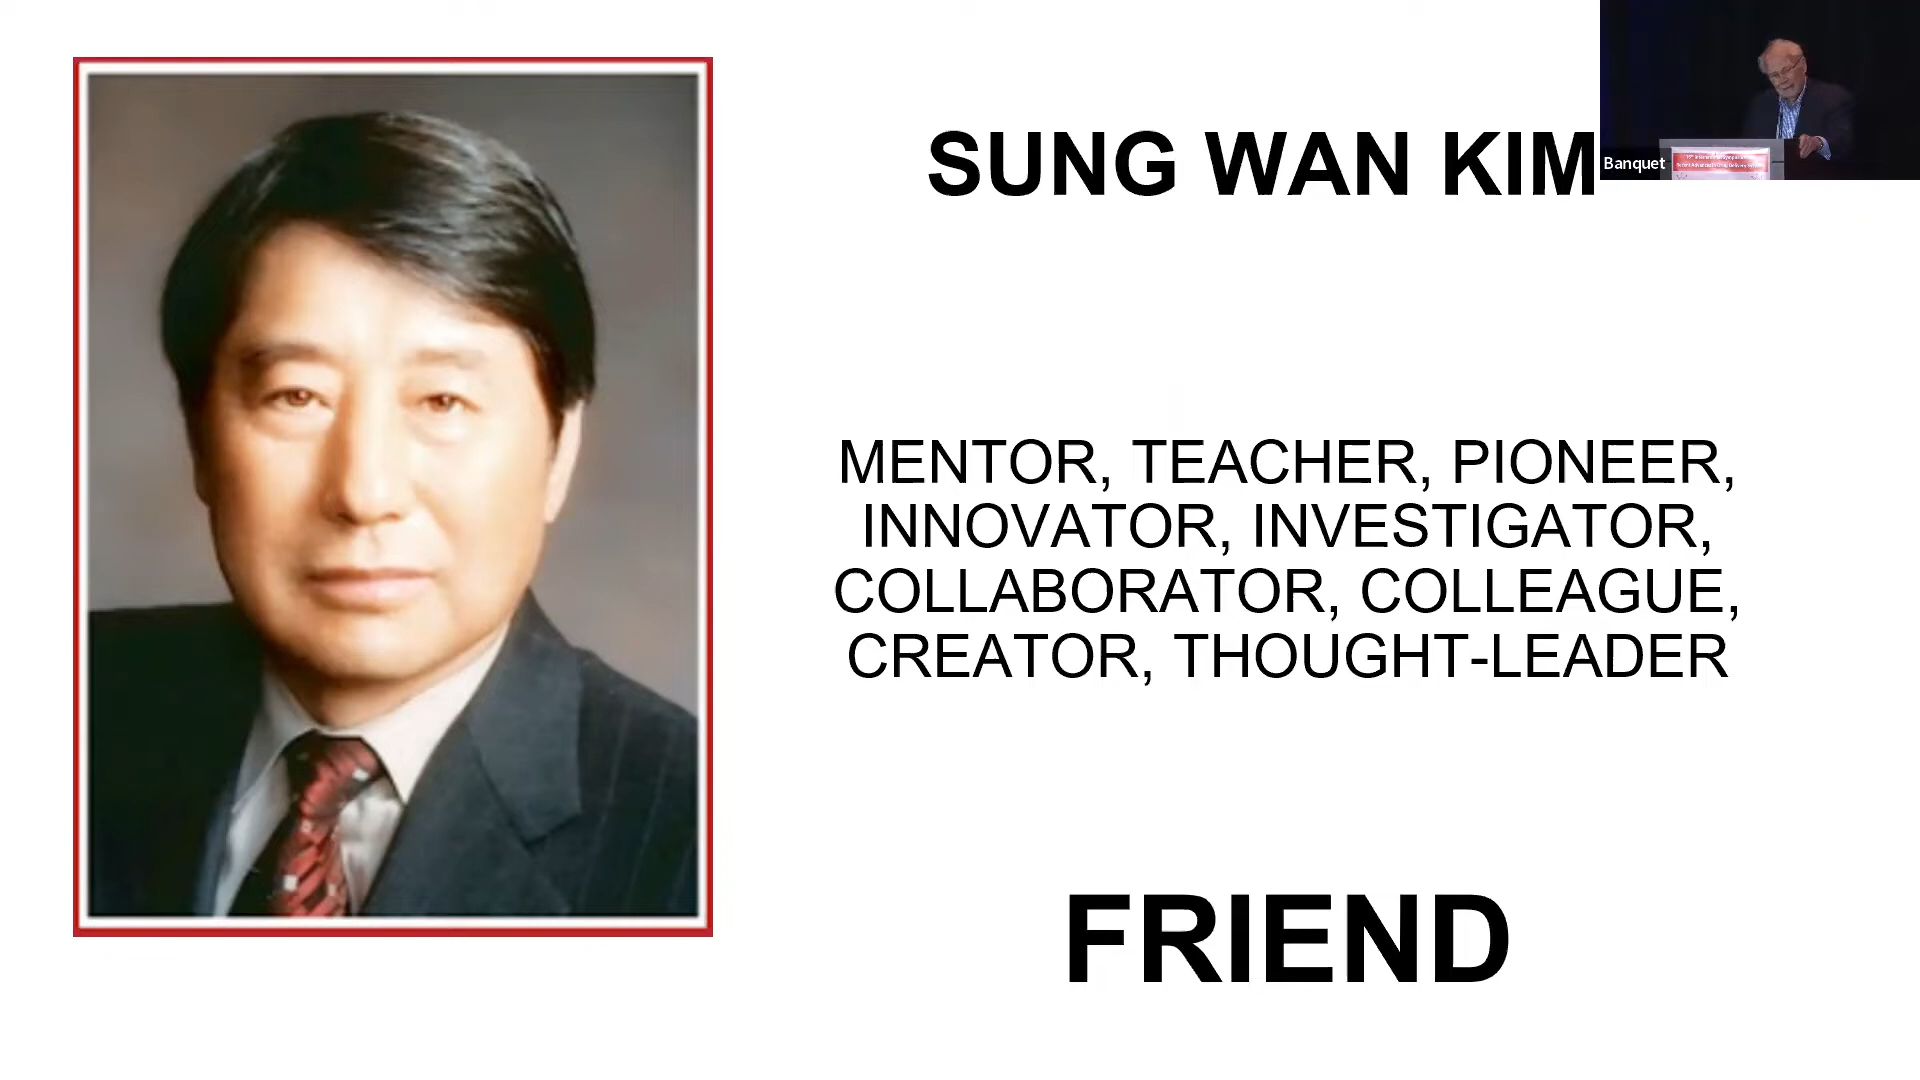 SUNG WAN KIM
Banquet
MENTOR, TEACHER, PIONEER,
INNOVATOR, INVESTIGATOR,
COLLABORATOR, COLLEAGUE,
CREATOR, THOUGHT-LEADER
FRIEND